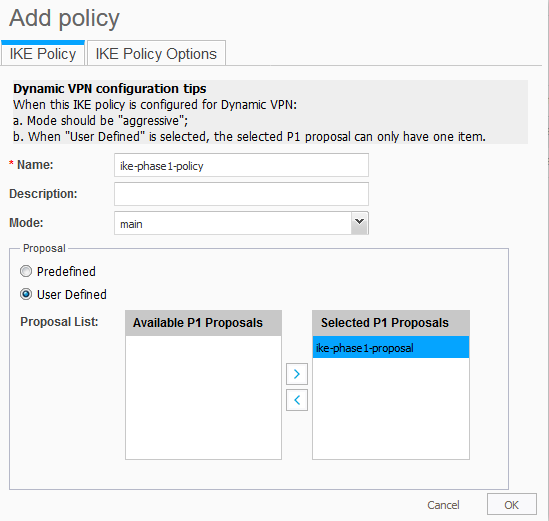 Add policy
IKE Policy
IKE Policy Options
Dynamic VPN configuration tips
When this IKE policy is configured for Dynamic VPN:
a. Mode should be "aggressive";
b. When "User Defined" is selected, the selected P1 proposal can only have one item.
* Name: ike-phase1-policy
Description:
Mode: main
Proposal
Predefined
User Defined
Proposal List: Available P1 Proposals Selected P1 Proposals
ike-phase1-proposal
Cancel OK